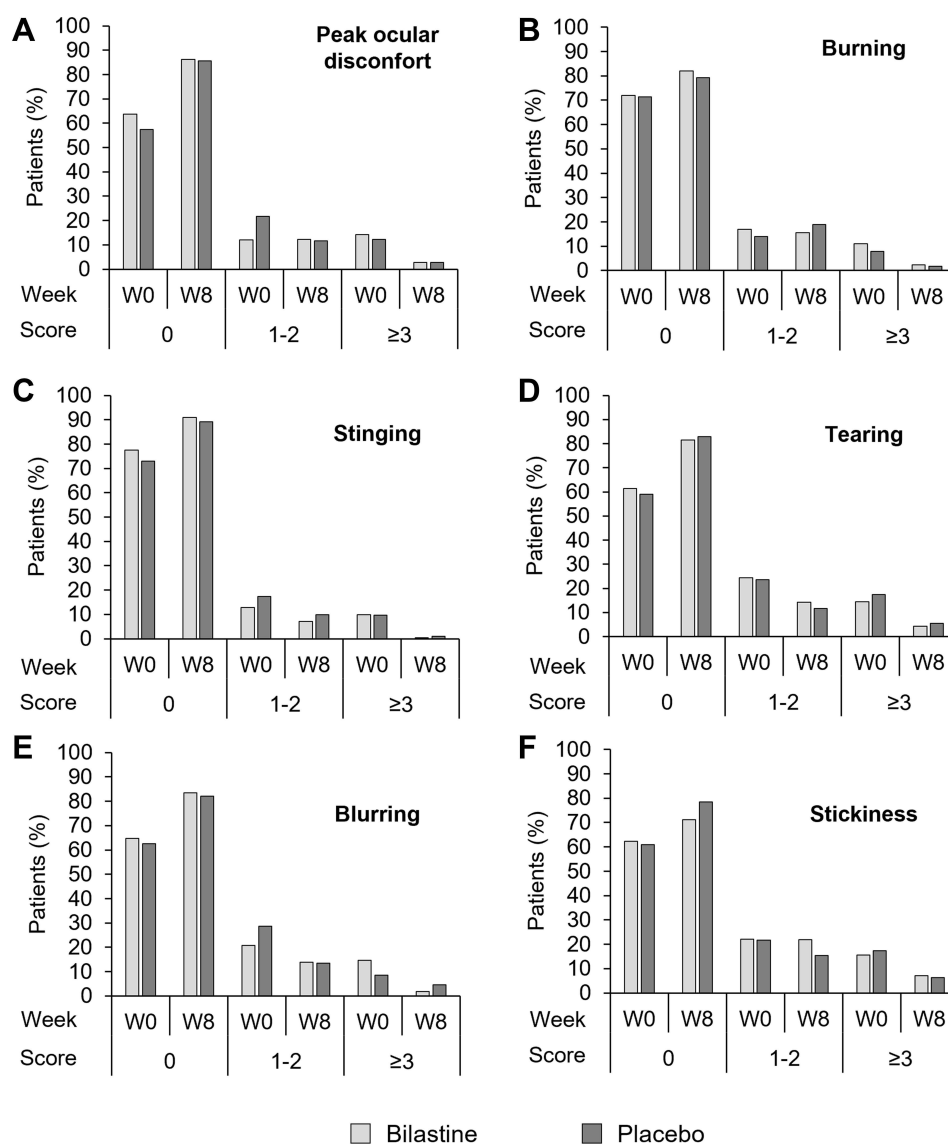 A
Peak ocular
disconfort
Patients (%)
100
90
80
70
60
50
40
30
20
10
0
Week W0 W8 W0 W8 W0 W8
Score 0 1-2 ≥3
B
Burning
Patients (%)
100
90
80
70
60
50
40
30
20
10
0
Week W0 W8 W0 W8 W0 W8
Score 0 1-2 ≥3
C
Stinging
Patients (%)
100
90
80
70
60
50
40
30
20
10
0
Week W0 W8 W0 W8 W0 W8
Score 0 1-2 ≥3
D
Tearing
Patients (%)
100
90
80
70
60
50
40
30
20
10
0
Week W0 W8 W0 W8 W0 W8
Score 0 1-2 ≥3
E
Blurring
Patients (%)
100
90
80
70
60
50
40
30
20
10
0
Week W0 W8 W0 W8 W0 W8
Score 0 1-2 ≥3
F
Stickiness
Patients (%)
100
90
80
70
60
50
40
30
20
10
0
Week W0 W8 W0 W8 W0 W8
Score 0 1-2 ≥3
Bilastine Placebo